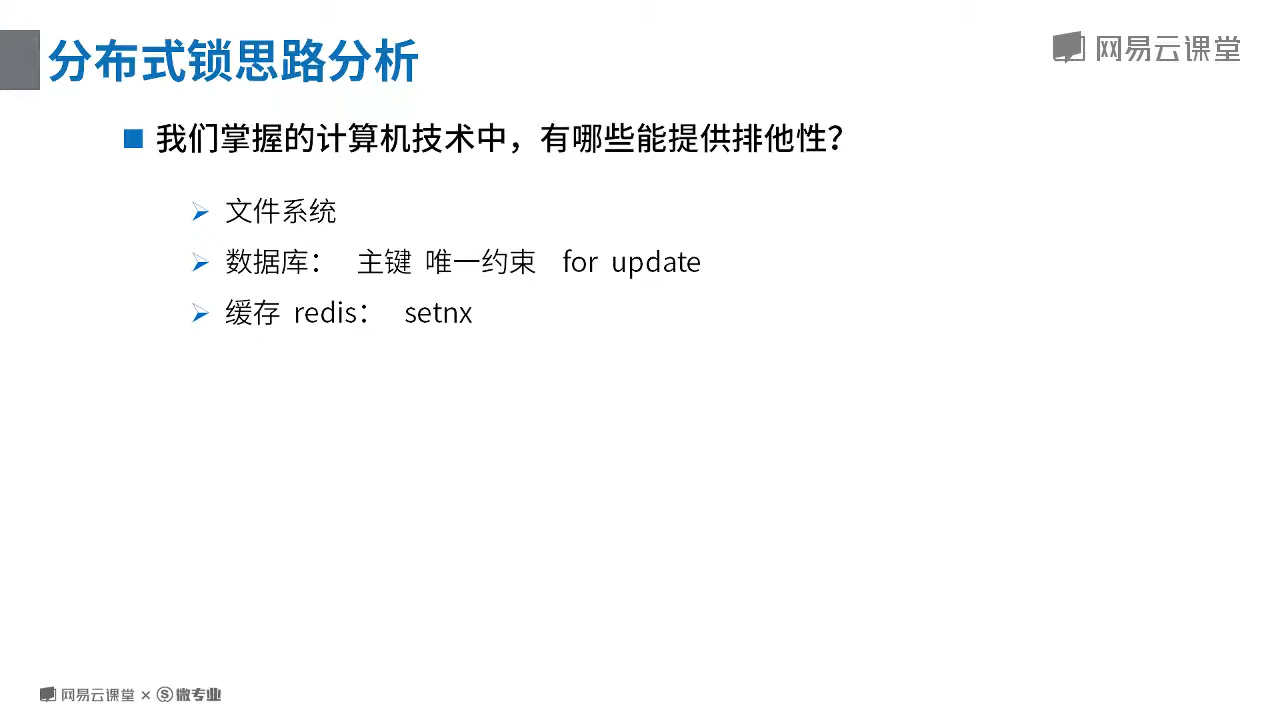 分布式锁思路分析
网易云课堂
我们掌握的计算机技术中，有哪些能提供排他性？
文件系统
数据库： 主键 唯一约束 for update
缓存 redis： setnx
网易云课堂 × S 微专业